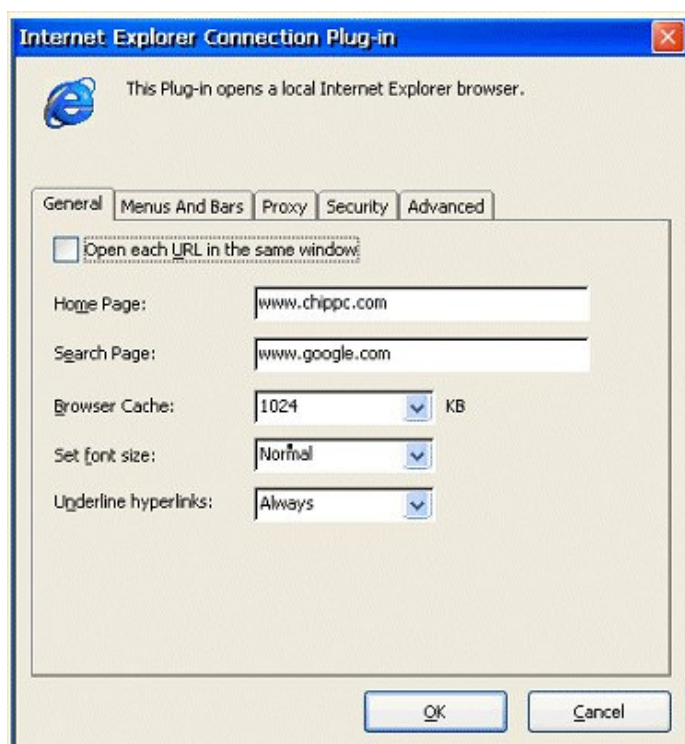 Internet Explorer Connection Plug-in
This Plug-in opens a local Internet Explorer browser.
General Menus And Bars Proxy Security Advanced
Open each URL in the same window
Home Page: www.chippc.com
Search Page: www.google.com
Browser Cache: 1024 KB
Set font size: Normal
Underline hyperlinks: Always
OK Cancel